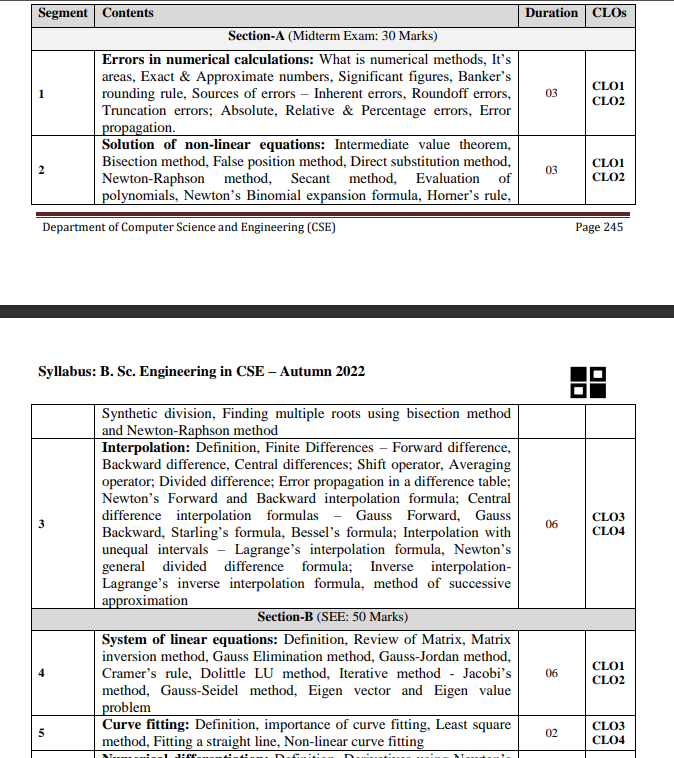 Segment Contents Duration CLOs
Section-A (Midterm Exam: 30 Marks)
Errors in numerical calculations: What is numerical methods, It's
areas, Exact & Approximate numbers, Significant figures, Banker's
rounding rule, Sources of errors – Inherent errors, Roundoff errors,
Truncation errors; Absolute, Relative & Percentage errors, Error
propagation.
1
03
CLO1
CLO2
Solution of non-linear equations: Intermediate value theorem,
Bisection method, False position method, Direct substitution method,
Newton-Raphson method, Secant method, Evaluation of
polynomials, Newton's Binomial expansion formula, Horner's rule,
2
03
CLO1
CLO2
Department of Computer Science and Engineering (CSE) Page 245
Syllabus: B. Sc. Engineering in CSE – Autumn 2022
Synthetic division, Finding multiple roots using bisection method
and Newton-Raphson method
Interpolation: Definition, Finite Differences – Forward difference,
Backward difference, Central differences; Shift operator, Averaging
operator; Divided difference; Error propagation in a difference table;
Newton's Forward and Backward interpolation formula; Central
difference interpolation formulas – Gauss Forward, Gauss
Backward, Starling's formula, Bessel's formula; Interpolation with
unequal intervals – Lagrange's interpolation formula, Newton's
general divided difference formula; Inverse interpolation-
Lagrange's inverse interpolation formula, method of successive
approximation
3
06
CLO3
CLO4
Section-B (SEE: 50 Marks)
System of linear equations: Definition, Review of Matrix, Matrix
inversion method, Gauss Elimination method, Gauss-Jordan method,
Cramer's rule, Dolittle LU method, Iterative method - Jacobi's
method, Gauss-Seidel method, Eigen vector and Eigen value
problem
4
06
CLO1
CLO2
Curve fitting: Definition, importance of curve fitting, Least square
method, Fitting a straight line, Non-linear curve fitting
5
02
CLO3
CLO4
Numerical differentiation: Definition, Derivatives using Newton's